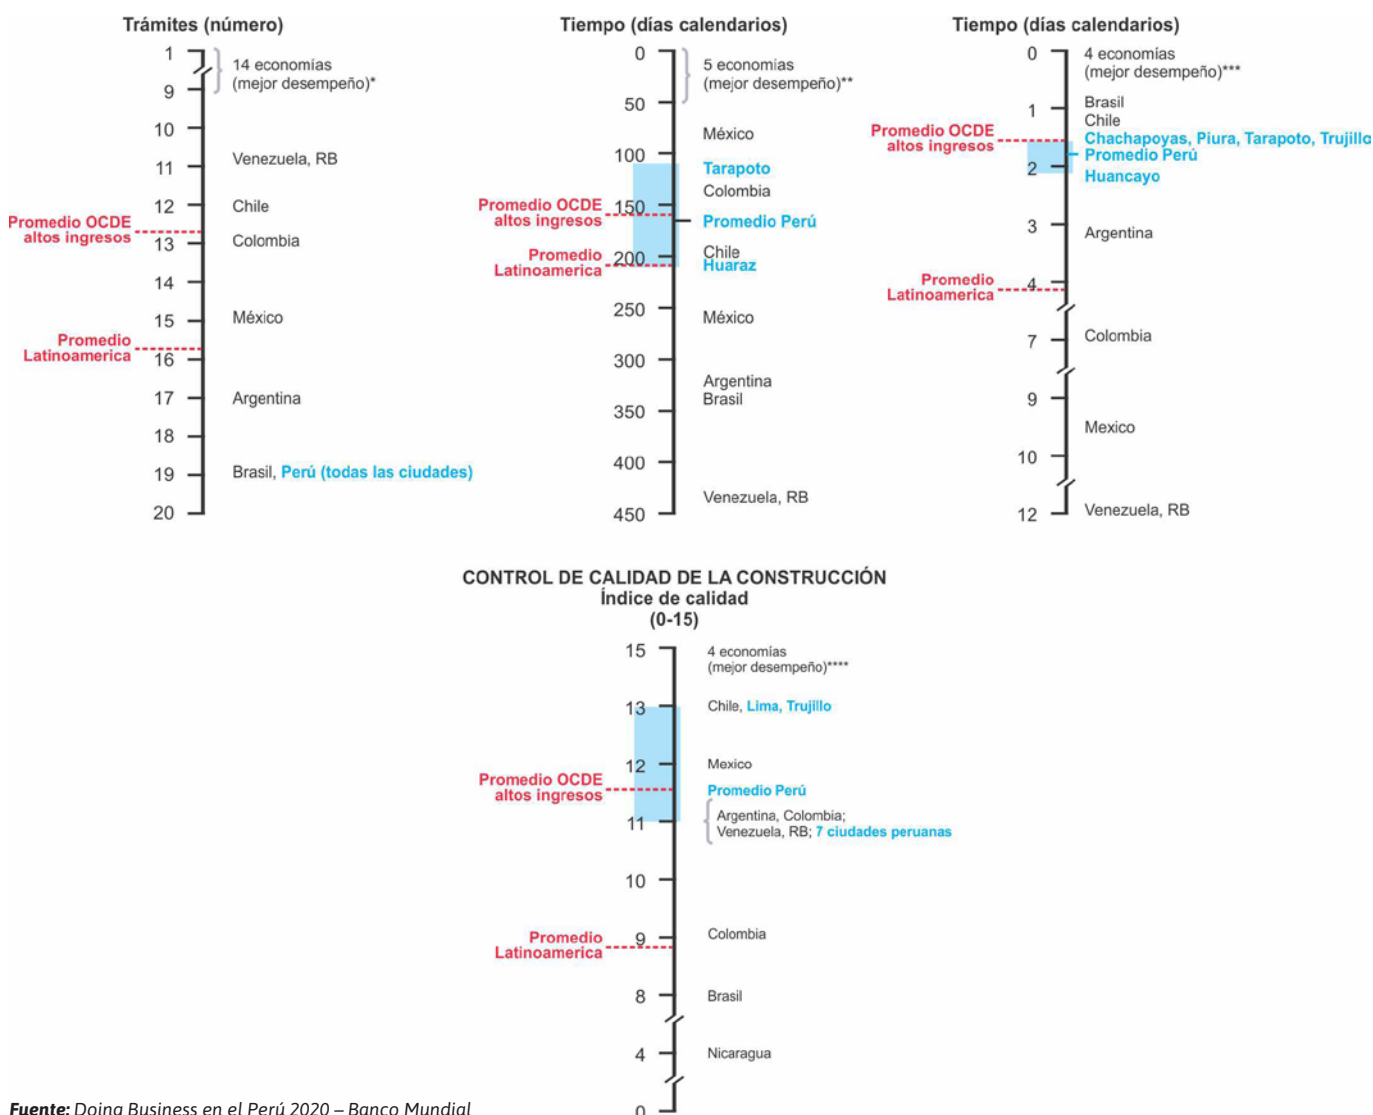 Trámites (número)
1
9
10
11
12
13
14
15
16
17
18
19
20
14 economías
(mejor desempeño)*
Venezuela, RB
Chile
Promedio OCDE
altos ingresos
Colombia
México
Promedio
Latinoamerica
Argentina
Brasil, Perú (todas las ciudades)
Tiempo (días calendarios)
0
50
100
150
200
250
300
350
400
450
5 economías
(mejor desempeño)**
México
Tarapoto
Colombia
Promedio OCDE
altos ingresos
Promedio Perú
Chile
Huaraz
Promedio
Latinoamerica
México
Argentina
Brasil
Venezuela, RB
Tiempo (días calendarios)
0
1
2
3
4
7
9
10
12
4 economías
(mejor desempeño)***
Brasil
Chile
Promedio OCDE
altos ingresos
Chachapoyas, Piura, Tarapoto, Trujillo
Promedio Perú
Huancayo
Argentina
Promedio
Latinoamerica
Colombia
Mexico
Venezuela, RB
CONTROL DE CALIDAD DE LA CONSTRUCCIÓN
Índice de calidad
(0-15)
15
13
12
11
10
9
8
4
0
4 economías
(mejor desempeño)****
Chile, Lima, Trujillo
Mexico
Promedio OCDE
altos ingresos
Promedio Perú
Argentina, Colombia;
Venezuela, RB; 7 ciudades peruanas
Colombia
Promedio
Latinoamerica
Brasil
Nicaragua
Fuente: Doing Business en el Perú 2020 – Banco Mundial